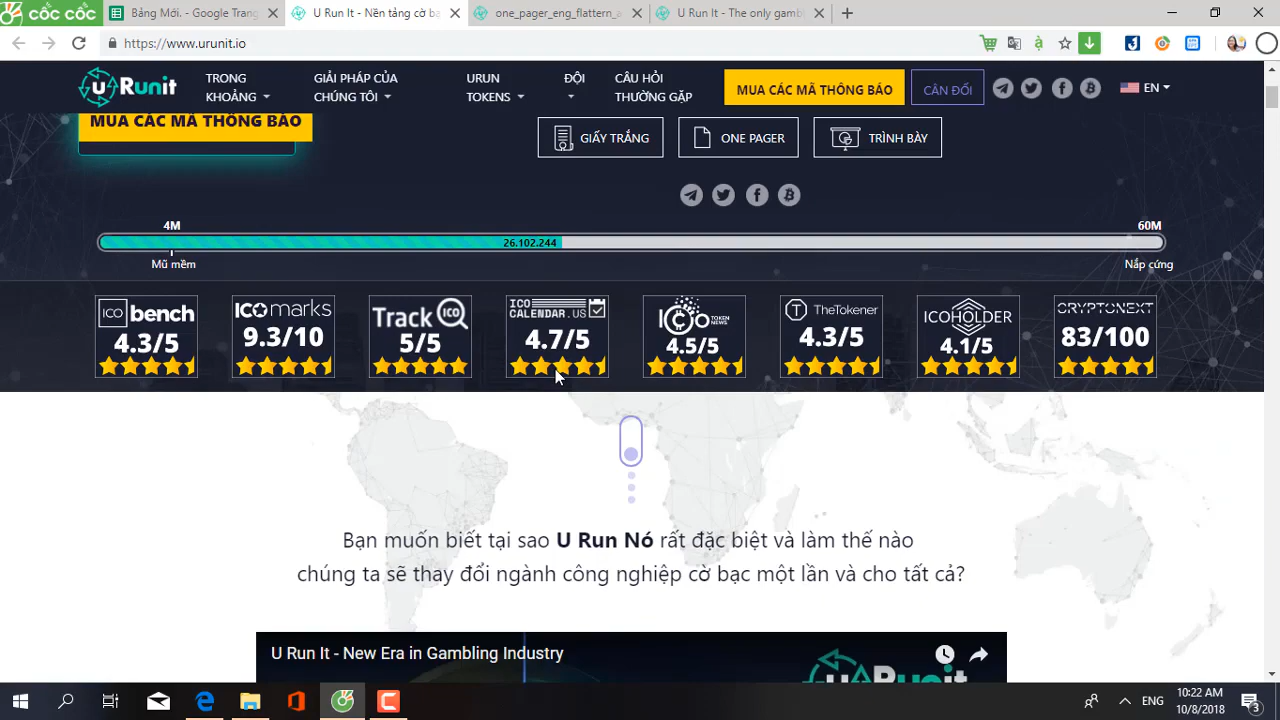 CỐC CỐC
Bảng Mới. - Google Trang
U Run It - Nền tảng cờ bạ
one_pager_eng_flattern_
U Run It - The only gamb
https://www.urunit.io
ENG
uRunit
TRONG KHOẢNG
GIẢI PHÁP CỦA CHÚNG TÔI
URUN TOKENS
ĐỘI
CÂU HỎI THƯỜNG GẶP
MUA CÁC MÃ THÔNG BÁO
CÂN ĐỐI
EN
MUA CÁC MÃ THÔNG BÁO
GIẤY TRẮNG
ONE PAGER
TRÌNH BÀY
4M
60M
26.102.244
Mũ mềm
Nắp cứng
ICO bench
4.3/5
ICOmarks
9.3/10
Track ICO
5/5
ICO CALENDAR.US
4.7/5
ICO TOKEN NEWS
4.5/5
TheTokener
4.3/5
ICOHOLDER
4.1/5
CRYPTONEXT
83/100
Bạn muốn biết tại sao U Run Nó rất đặc biệt và làm thế nào
chúng ta sẽ thay đổi ngành công nghiệp cờ bạc một lần và cho tất cả?
U Run It - New Era in Gambling Industry
uRunit
10:22 AM
10/8/2018
3